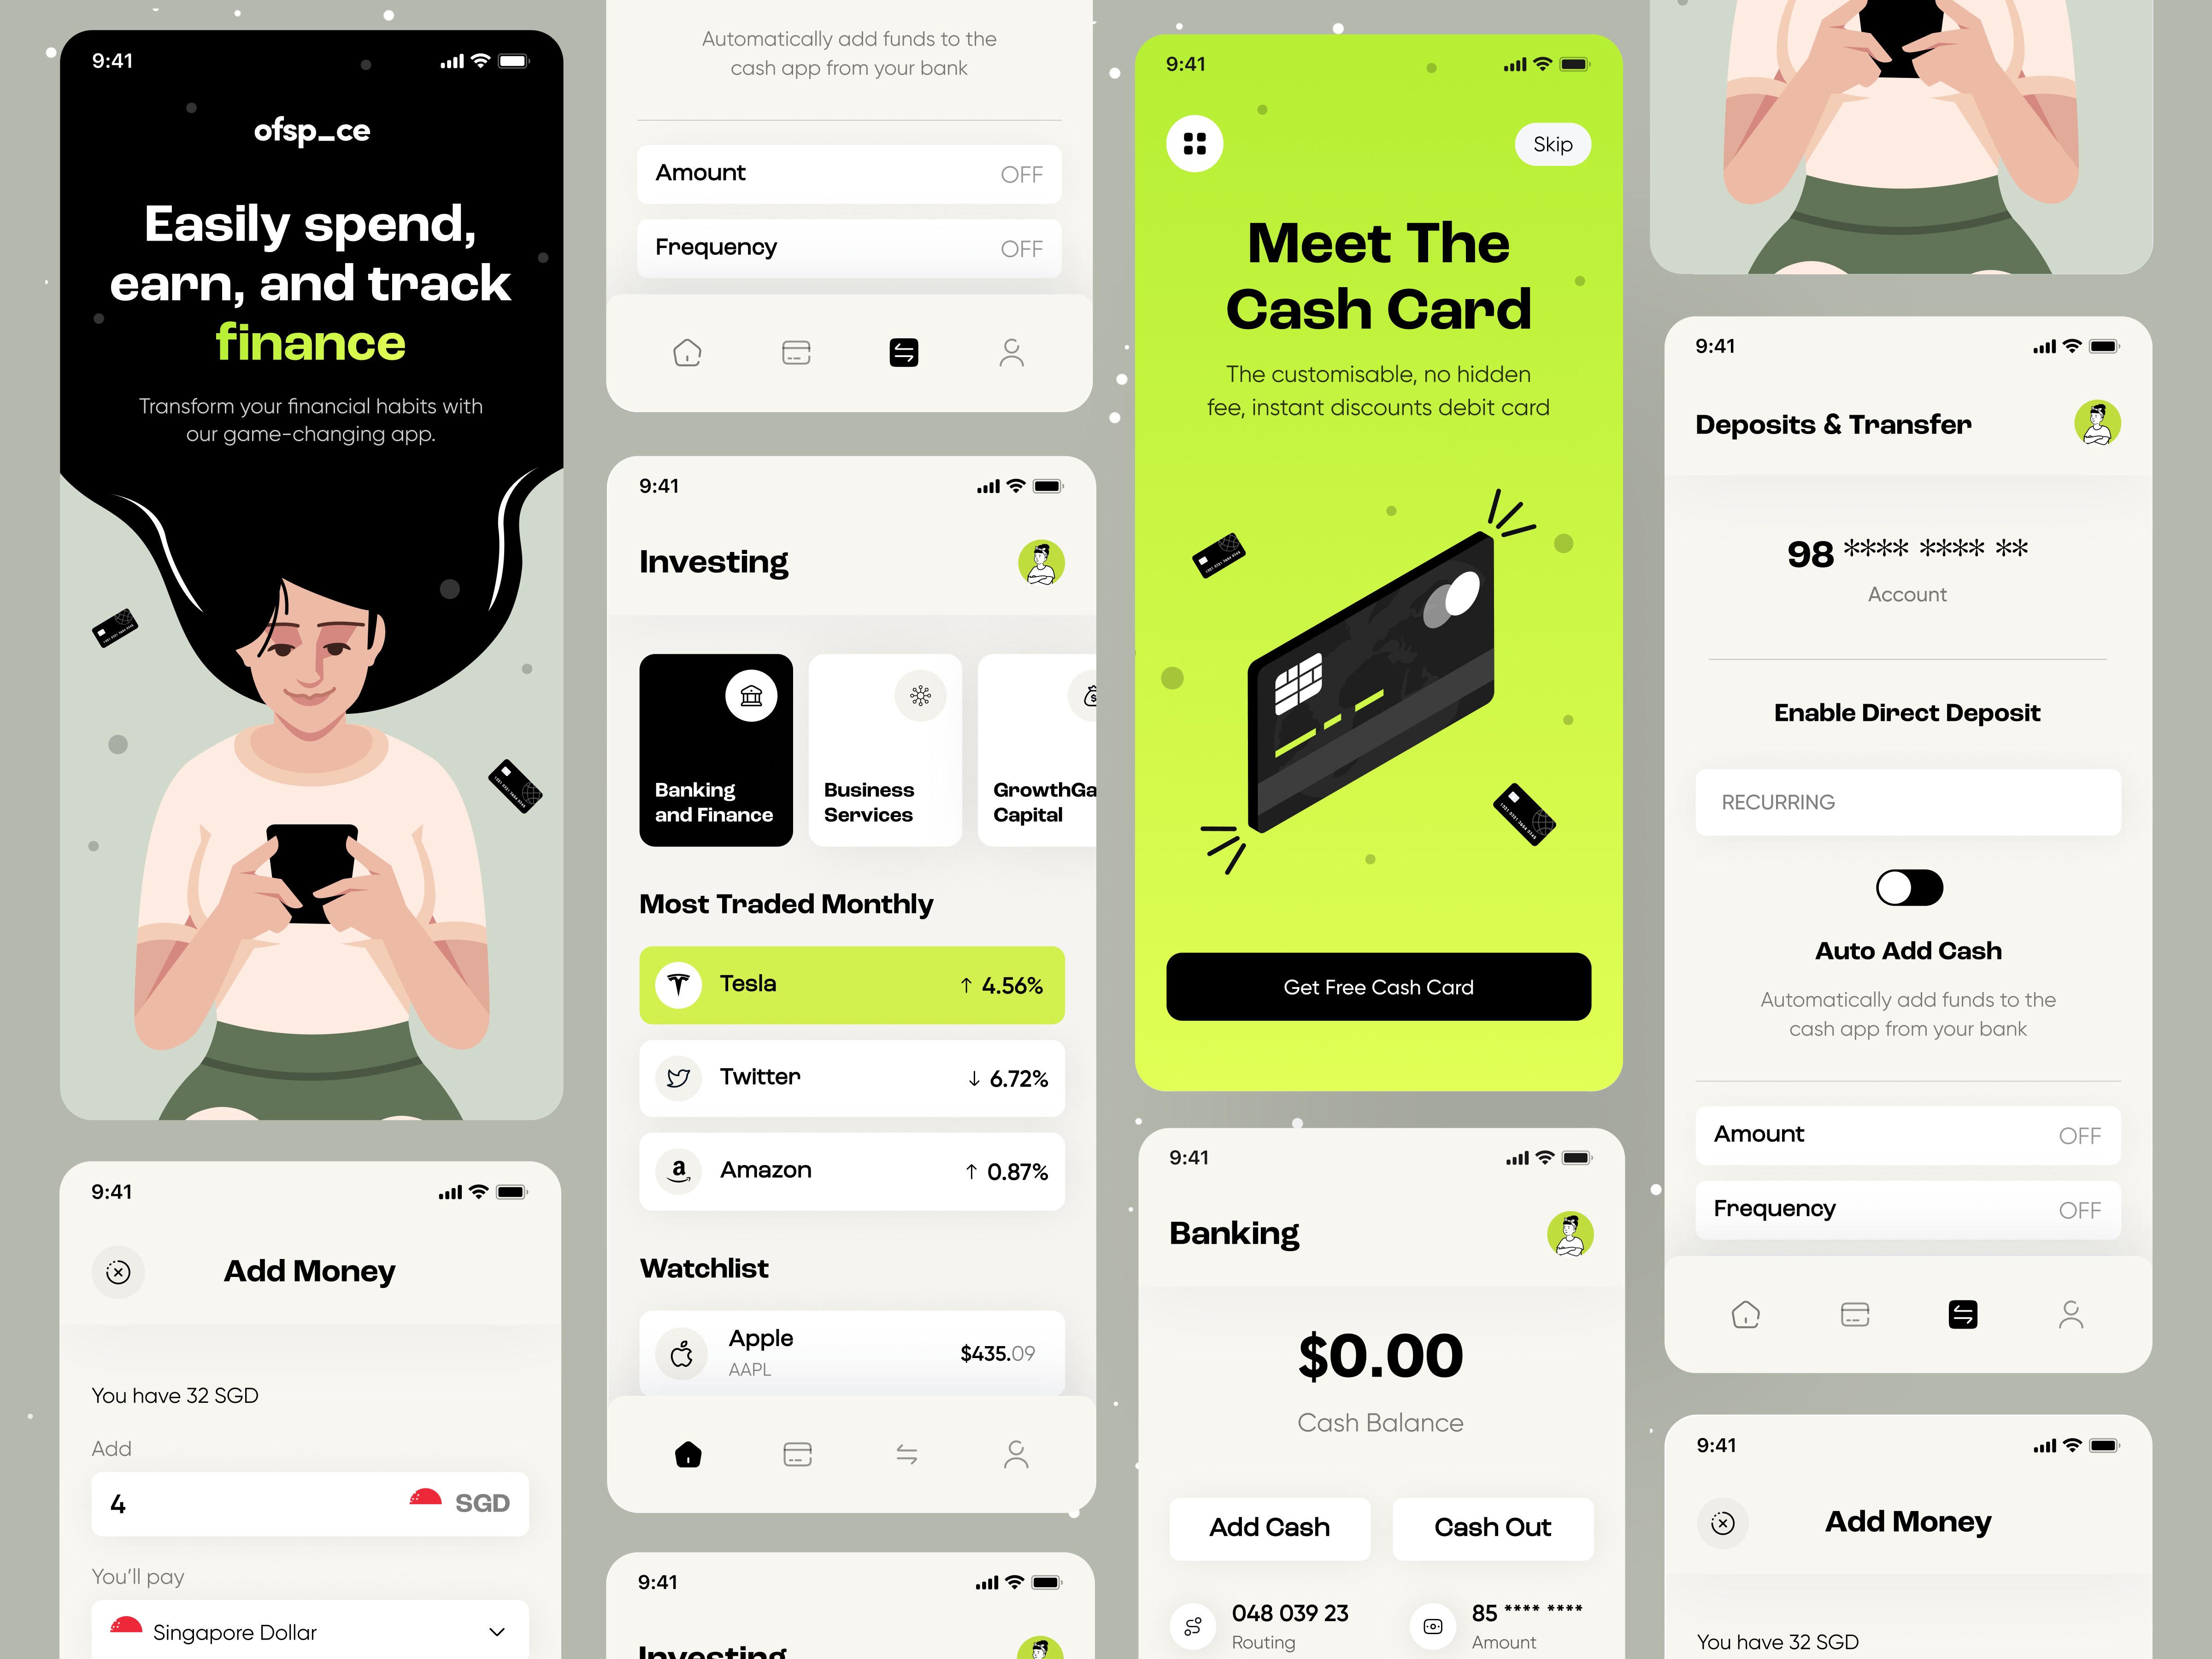 9:41
ofsp_ce
Easily spend,
earn, and track
finance
Transform your financial habits with
our game-changing app.
9:41
Add Money
You have 32 SGD
Add
4
SGD
You'll pay
Singapore Dollar
Automatically add funds to the
cash app from your bank
Amount
OFF
Frequency
OFF
9:41
Investing
Banking
and Finance
Business
Services
GrowthGa
Capital
Most Traded Monthly
Tesla
↑ 4.56%
Twitter
↓ 6.72%
Amazon
↑ 0.87%
Watchlist
Apple
AAPL
$435.09
9:41
Investing
9:41
Skip
Meet The
Cash Card
The customisable, no hidden
fee, instant discounts debit card
Get Free Cash Card
9:41
Banking
$0.00
Cash Balance
Add Cash
Cash Out
048 039 23
Routing
85 **** ****
Amount
9:41
Deposits & Transfer
98 **** **** **
Account
Enable Direct Deposit
RECURRING
Auto Add Cash
Automatically add funds to the
cash app from your bank
Amount
OFF
Frequency
OFF
9:41
Add Money
You have 32 SGD